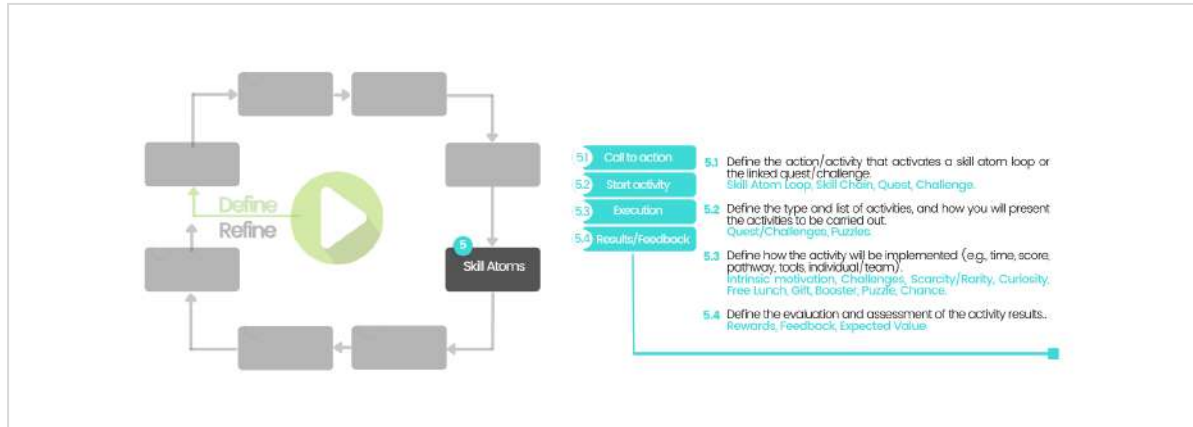 Define
Refine
5
Skill Atoms
5.1 Call to action
5.2 Start activity
5.3 Execution
5.4 Results/Feedback
5.1 Define the action/activity that activates a skill atom loop or
the linked quest/challenge.
Skill Atom Loop, Skill Chain, Quest, Challenge.
5.2 Define the type and list of activities, and how you will present
the activities to be carried out.
Quest/Challenges, Puzzles.
5.3 Define how the activity will be implemented (e.g., time, score,
pathway, tools, individual/team).
Intrinsic motivation, Challenges, Scarcity/Rarity, Curiosity,
Free Lunch, Gift, Booster, Puzzle, Chance.
5.4 Define the evaluation and assessment of the activity results..
Rewards, Feedback, Expected Value.